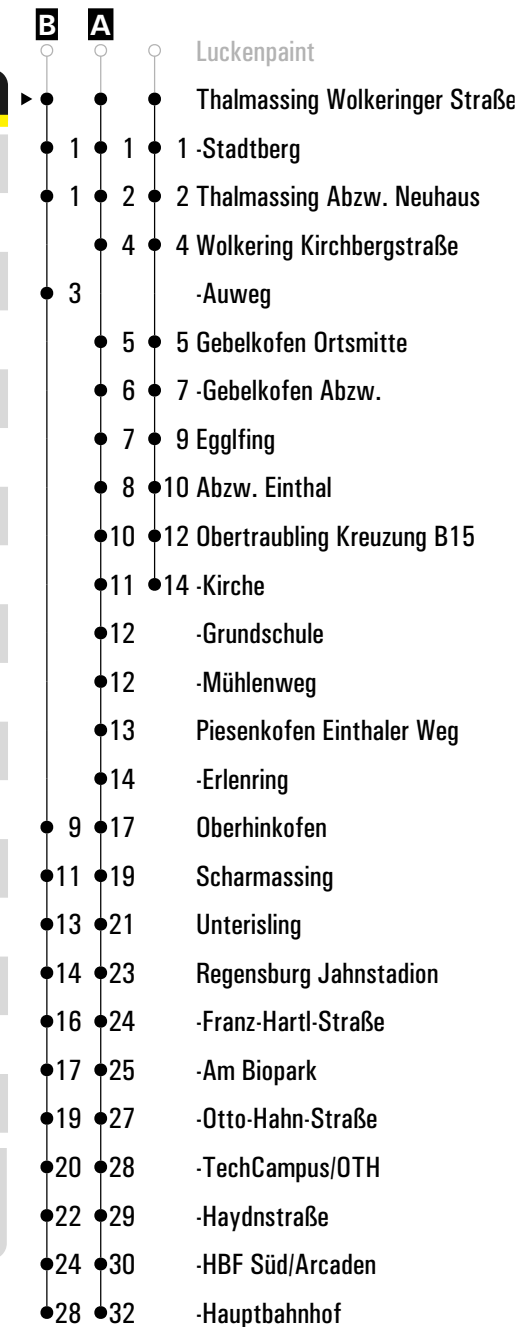 B A
Luckenpaint
Thalmassing Wolkeringer Straße
1 1 1 -Stadtberg
1 2 2 Thalmassing Abzw. Neuhaus
4 4 Wolkering Kirchbergstraße
3 -Auweg
5 5 Gebelkofen Ortsmitte
6 7 -Gebelkofen Abzw.
7 9 Egglfing
8 10 Abzw. Einthal
10 12 Obertraubling Kreuzung B15
11 14 -Kirche
12 -Grundschule
12 -Mühlenweg
13 Piesenkofen Einthaler Weg
14 -Erlenring
9 17 Oberhinkofen
11 19 Scharmassing
13 21 Unterisling
14 23 Regensburg Jahnstadion
16 24 -Franz-Hartl-Straße
17 25 -Am Biopark
19 27 -Otto-Hahn-Straße
20 28 -TechCampus/OTH
22 29 -Haydnstraße
24 30 -HBF Süd/Arcaden
28 32 -Hauptbahnhof